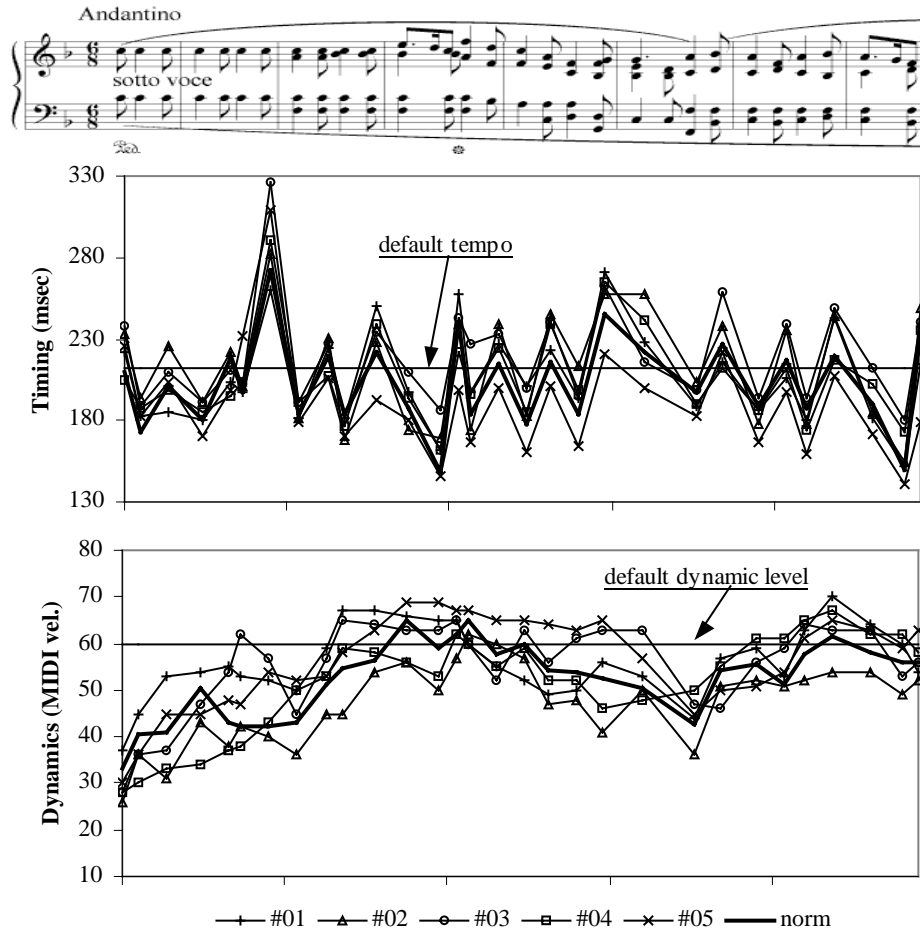 Andantino
sotto voce
6
8
6
8
Ped
330
280
230
180
130
Timing (msec)
default tempo
80
70
60
50
40
30
20
10
Dynamics (MIDI vel.)
default dynamic level
#01 #02 #03 #04 #05 norm